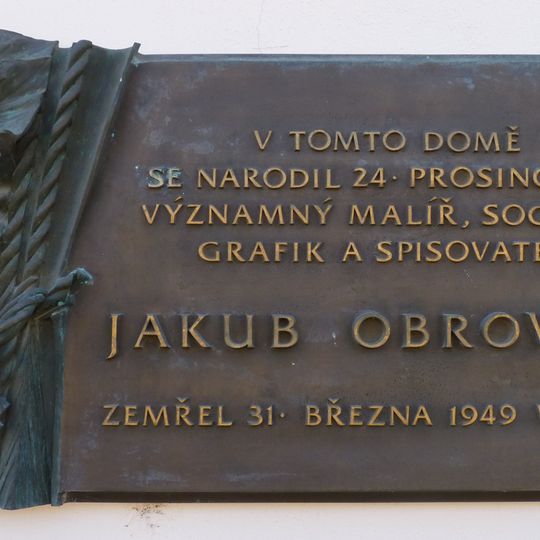 V TOMTO DOMĚ
SE NARODIL 24. PROSINC
VÝZNAMNÝ MALÍŘ, SOC
GRAFIK A SPISOVATE
JAKUB OBROV
ZEMŘEL 31. BŘEZNA 1949